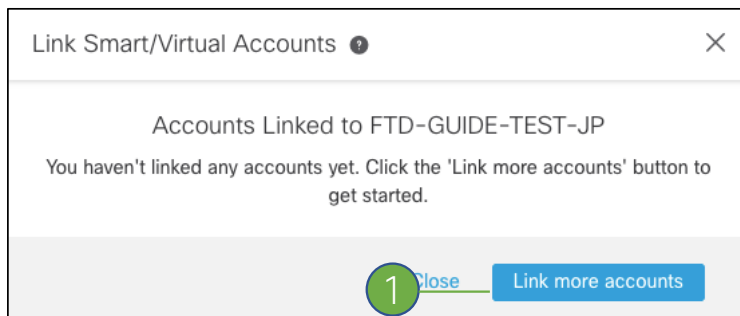 Link Smart/Virtual Accounts ?
Accounts Linked to FTD-GUIDE-TEST-JP
You haven't linked any accounts yet. Click the 'Link more accounts' button to
get started.
1 Close Link more accounts